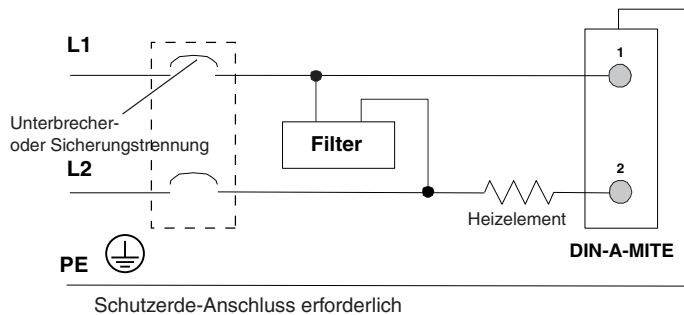 L1
1
Unterbrecher-
oder Sicherungstrennung
Filter
L2
2
Heizelement
DIN-A-MITE
PE
Schutzerde-Anschluss erforderlich